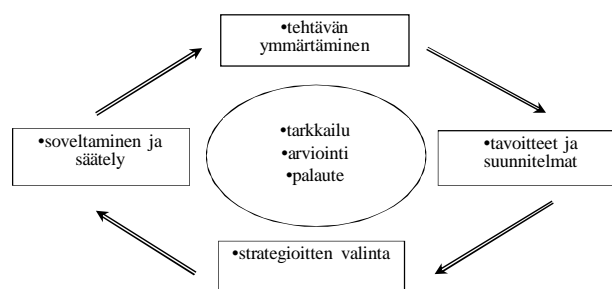 •tehtävän
ymmärtäminen
•soveltaminen ja
säätely
•tarkkailu
•arviointi
•palaute
•tavoitteet ja
suunnitelmat
•strategioitten valinta